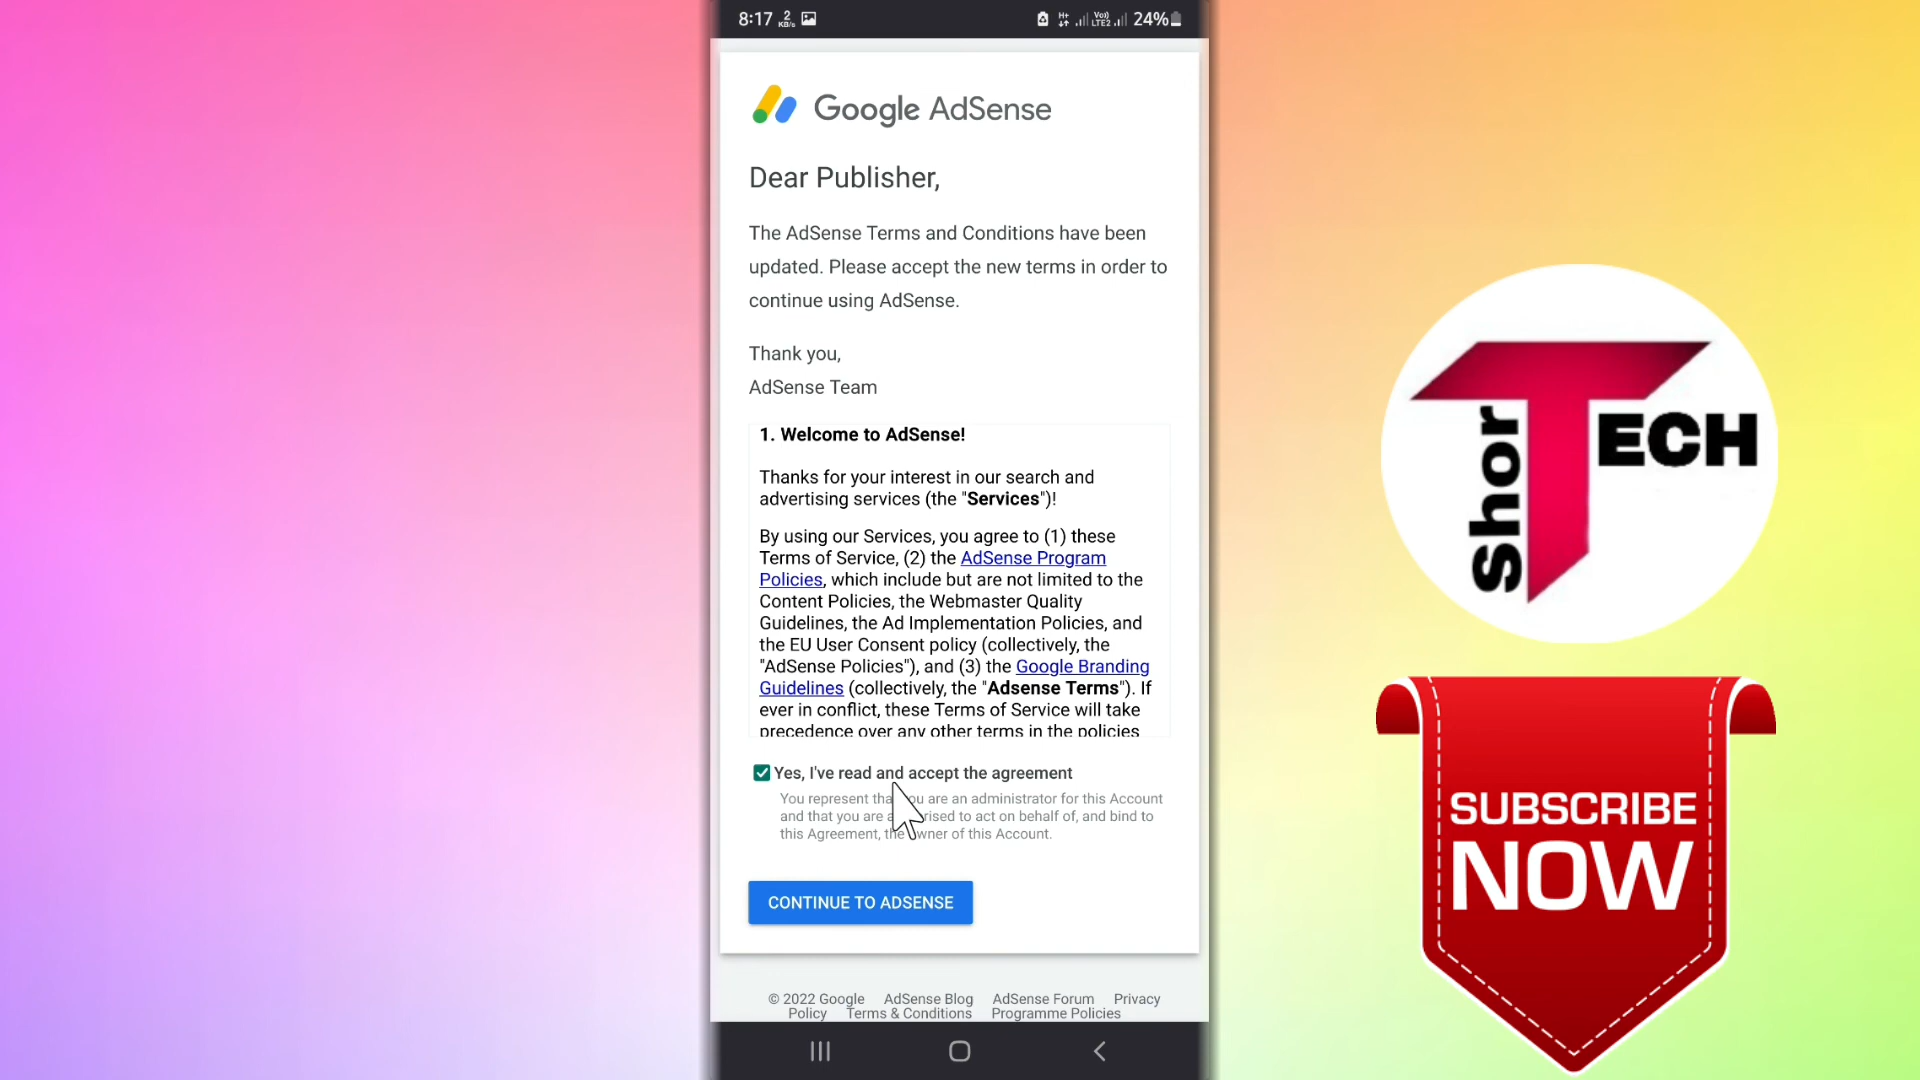 8:17 2 KB/s H+ Vo) LTE2 24%
Google AdSense
Dear Publisher,
The AdSense Terms and Conditions have been
updated. Please accept the new terms in order to
continue using AdSense.
Thank you,
AdSense Team
1. Welcome to AdSense!
Thanks for your interest in our search and
advertising services (the "Services")!
By using our Services, you agree to (1) these
Terms of Service, (2) the AdSense Program
Policies, which include but are not limited to the
Content Policies, the Webmaster Quality
Guidelines, the Ad Implementation Policies, and
the EU User Consent policy (collectively, the
"AdSense Policies"), and (3) the Google Branding
Guidelines (collectively, the "Adsense Terms"). If
ever in conflict, these Terms of Service will take
precedence over any other terms in the policies
Yes, I've read and accept the agreement
You represent that you are an administrator for this Account
and that you are authorised to act on behalf of, and bind to
this Agreement, the owner of this Account.
CONTINUE TO ADSENSE
© 2022 Google AdSense Blog AdSense Forum Privacy
Policy Terms & Conditions Programme Policies
Shor TECH
SUBSCRIBE
NOW